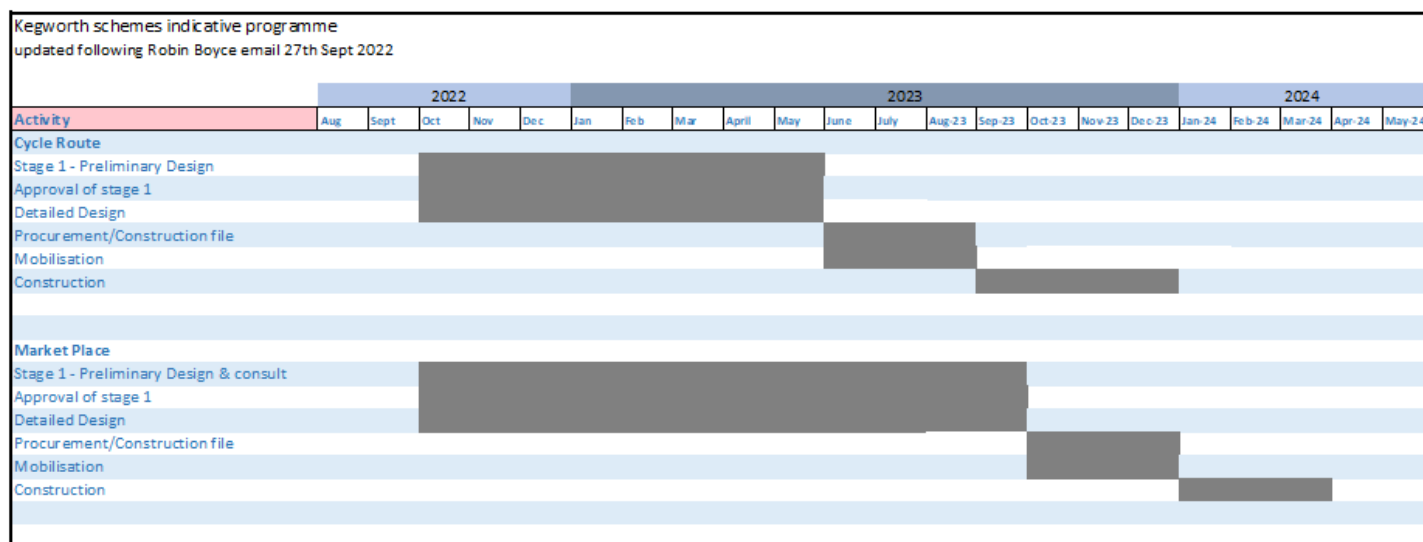 Kegworth schemes indicative programme
updated following Robin Boyce email 27th Sept 2022
2022 2023 2024
Activity Aug Sept Oct Nov Dec Jan Feb Mar April May June July Aug-23 Sep-23 Oct-23 Nov-23 Dec-23 Jan-24 Feb-24 Mar-24 Apr-24 May-24
Cycle Route
Stage 1 - Preliminary Design
Approval of stage 1
Detailed Design
Procurement/Construction file
Mobilisation
Construction
Market Place
Stage 1 - Preliminary Design & consult
Approval of stage 1
Detailed Design
Procurement/Construction file
Mobilisation
Construction